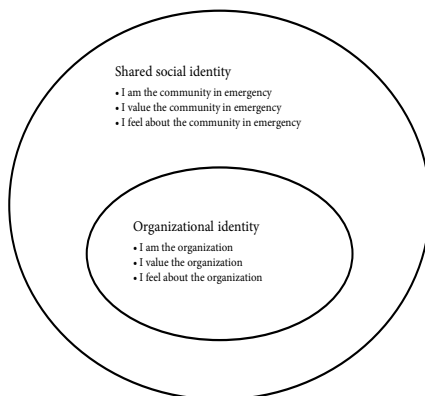 Shared social identity
• I am the community in emergency
• I value the community in emergency
• I feel about the community in emergency
Organizational identity
• I am the organization
• I value the organization
• I feel about the organization